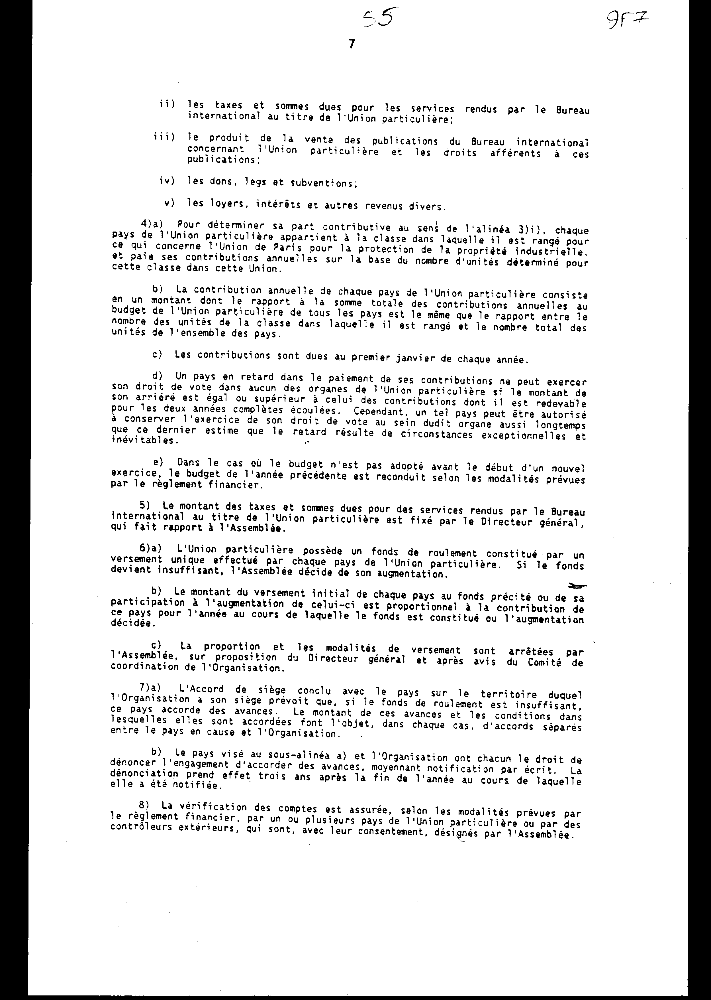 55
7
ii) les taxes et sommes dues pour les services rendus par le Bureau
international au titre de l'Union particulière;
iii) le produit de la vente des publications du Bureau international
concernant l'Union particulière et les droits afférents à ces
publications;
iv) les dons, legs et subventions;
v) les loyers, intérêts et autres revenus divers.
4)a) Pour déterminer sa part contributive au sens de l'alinéa 3)i), chaque
pays de l'Union particulière appartient à la classe dans laquelle il est rangé pour
ce qui concerne l'Union de Paris pour la protection de la propriété industrielle,
et paie ses contributions annuelles sur la base du nombre d'unités déterminé pour
cette classe dans cette Union.
b) La contribution annuelle de chaque pays de l'Union particulière consiste
en un montant dont le rapport à la somme totale des contributions annuelles au
budget de l'Union particulière de tous les pays est le même que le rapport entre le
nombre des unités de la classe dans laquelle il est rangé et le nombre total des
unités de l'ensemble des pays.
c) Les contributions sont dues au premier janvier de chaque année.
d) Un pays en retard dans le paiement de ses contributions ne peut exercer
son droit de vote dans aucun des organes de l'Union particulière si le montant de
son arriéré est égal ou supérieur à celui des contributions dont il est redevable
pour les deux années complètes écoulées. Cependant, un tel pays peut être autorisé
à conserver l'exercice de son droit de vote au sein dudit organe aussi longtemps
que ce dernier estime que le retard résulte de circonstances exceptionnelles et
inévitables.
e) Dans le cas où le budget n'est pas adopté avant le début d'un nouvel
exercice, le budget de l'année précédente est reconduit selon les modalités prévues
par le règlement financier.
5) Le montant des taxes et sommes dues pour des services rendus par le Bureau
international au titre de l'Union particulière est fixé par le Directeur général,
qui fait rapport à l'Assemblée.
6)a) L'Union particulière possède un fonds de roulement constitué par un
versement unique effectué par chaque pays de l'Union particulière. Si le fonds
devient insuffisant, l'Assemblée décide de son augmentation.
b) Le montant du versement initial de chaque pays au fonds précité ou de sa
participation à l'augmentation de celui-ci est proportionnel à la contribution de
ce pays pour l'année au cours de laquelle le fonds est constitué ou l'augmentation
décidée.
c) La proportion et les modalités de versement sont arrêtées par
l'Assemblée, sur proposition du Directeur général et après avis du Comité de
coordination de l'Organisation.
7)a) L'Accord de siège conclu avec le pays sur le territoire duquel
l'Organisation a son siège prévoit que, si le fonds de roulement est insuffisant,
ce pays accorde des avances. Le montant de ces avances et les conditions dans
lesquelles elles sont accordées font l'objet, dans chaque cas, d'accords séparés
entre le pays en cause et l'Organisation.
b) Le pays visé au sous-alinéa a) et l'Organisation ont chacun le droit de
dénoncer l'engagement d'accorder des avances, moyennant notification par écrit. La
dénonciation prend effet trois ans après la fin de l'année au cours de laquelle
elle a été notifiée.
8) La vérification des comptes est assurée, selon les modalités prévues par
le règlement financier, par un ou plusieurs pays de l'Union particulière ou par des
contrôleurs extérieurs, qui sont, avec leur consentement, désignés par l'Assemblée.